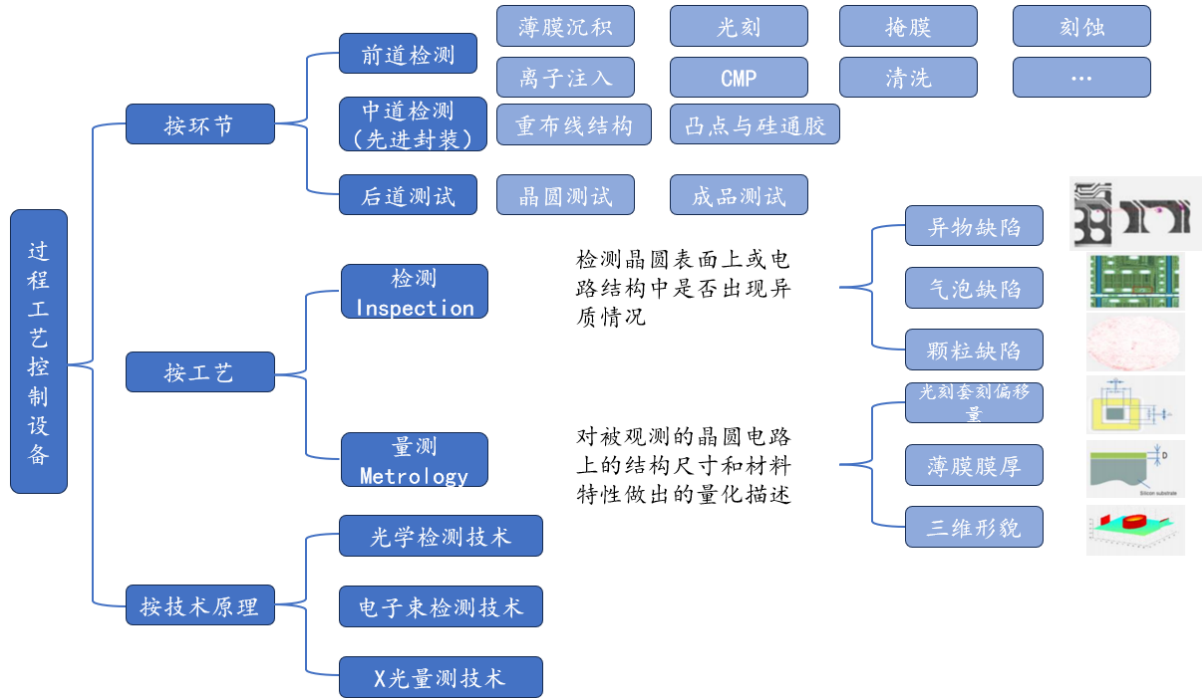 过程工艺控制设备
按环节
前道检测
薄膜沉积
光刻
掩膜
刻蚀
离子注入
CMP
清洗
…
中道检测
(先进封装)
重布线结构
凸点与硅通胶
后道测试
晶圆测试
成品测试
按工艺
检测
Inspection
检测晶圆表面上或电
路结构中是否出现异
质情况
异物缺陷
气泡缺陷
颗粒缺陷
量测
Metrology
对被观测的晶圆电路
上的结构尺寸和材料
特性做出的量化描述
光刻套刻偏移
量
薄膜膜厚
D
Silicon substrate
三维形貌
按技术原理
光学检测技术
电子束检测技术
X光量测技术